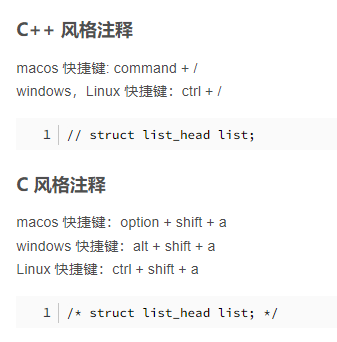 C++ 风格注释
macos 快捷键: command + /
windows，Linux 快捷键：ctrl + /
1 // struct list_head list;
C 风格注释
macos 快捷键：option + shift + a
windows 快捷键：alt + shift + a
Linux 快捷键：ctrl + shift + a
1 /* struct list_head list; */